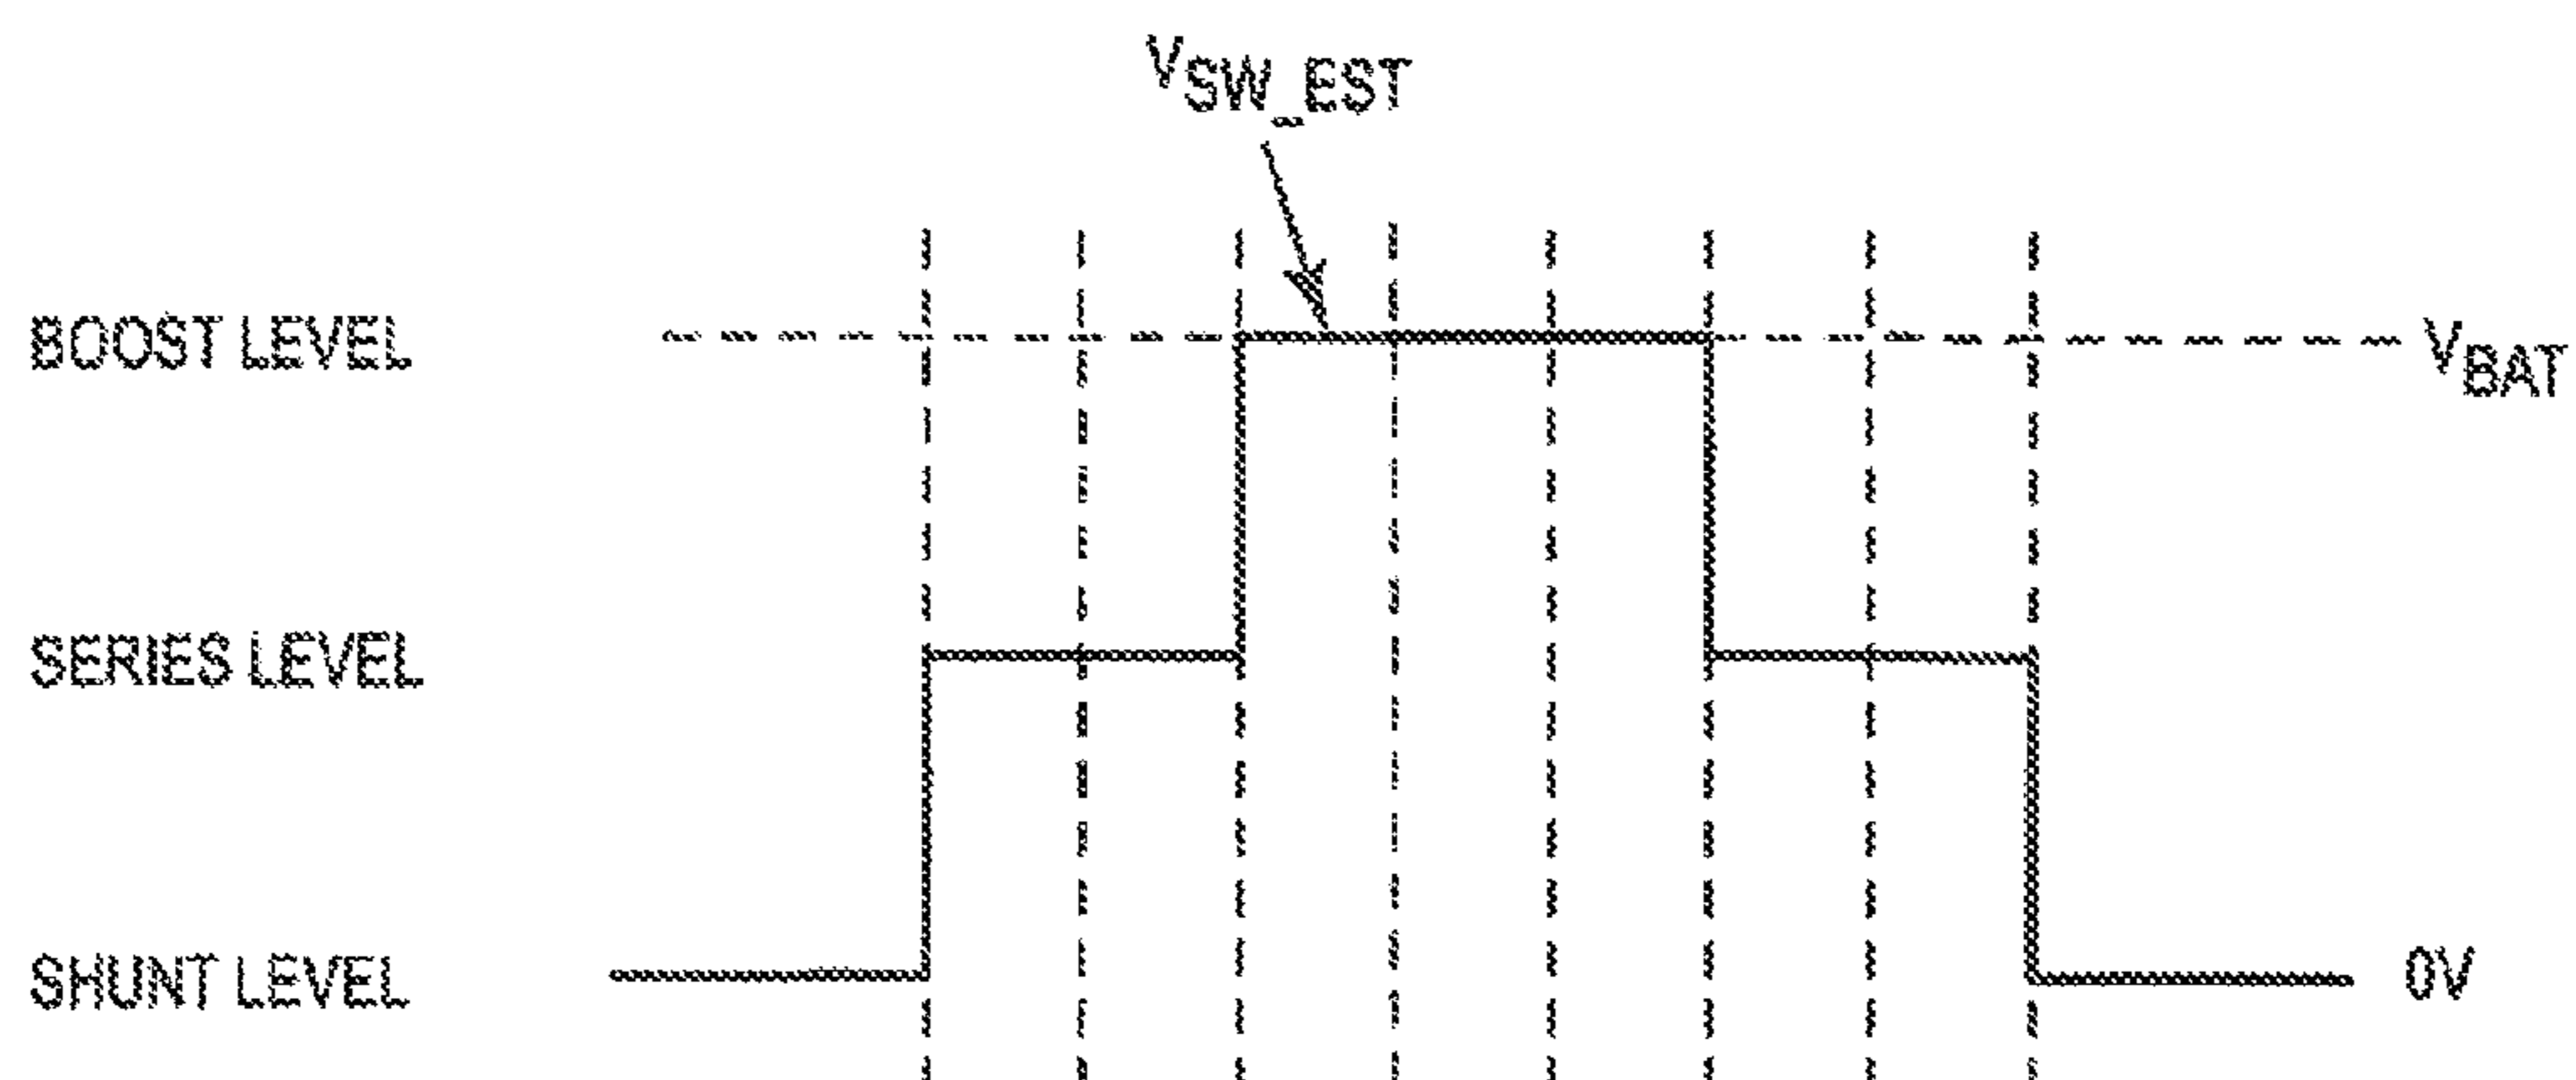 VSW_EST
BOOST LEVEL
VBAT
SERIES LEVEL
SHUNT LEVEL
0V